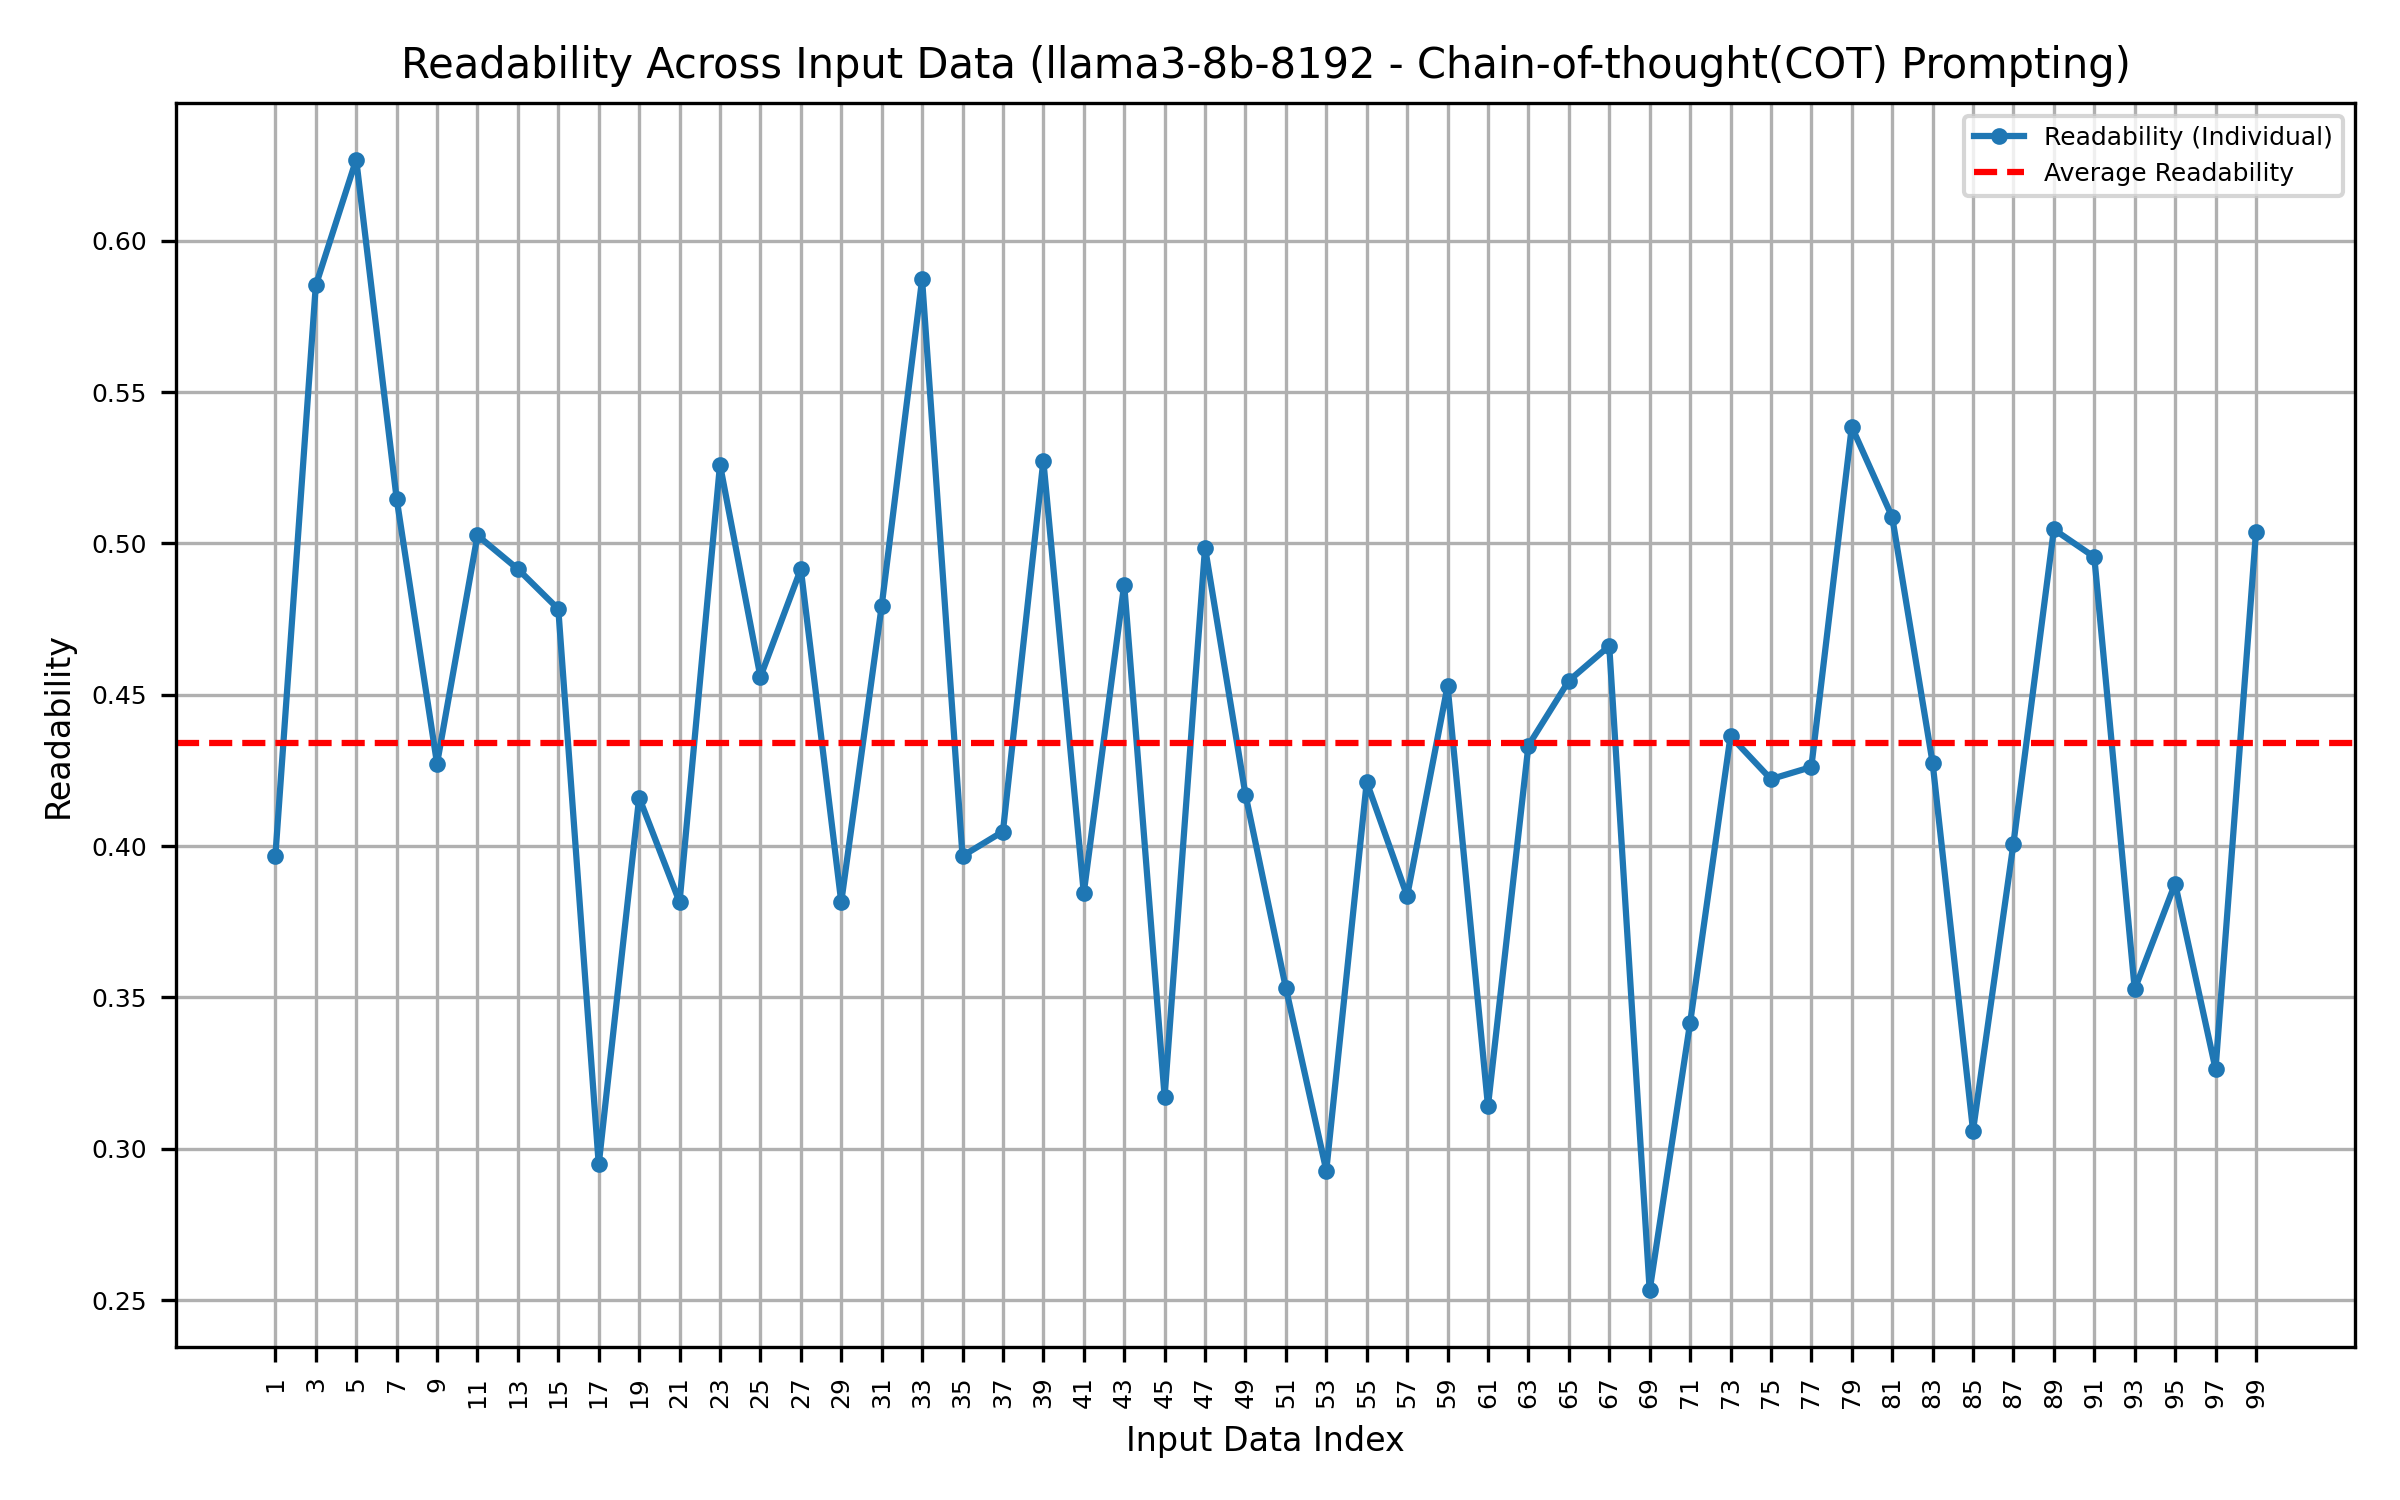 Readability Across Input Data (llama3-8b-8192 - Chain-of-thought(COT) Prompting)
Readability (Individual)
Average Readability
Readability
0.60
0.55
0.50
0.45
0.40
0.35
0.30
0.25
1 3 5 7 9 11 13 15 17 19 21 23 25 27 29 31 33 35 37 39 41 43 45 47 49 51 53 55 57 59 61 63 65 67 69 71 73 75 77 79 81 83 85 87 89 91 93 95 97 99
Input Data Index